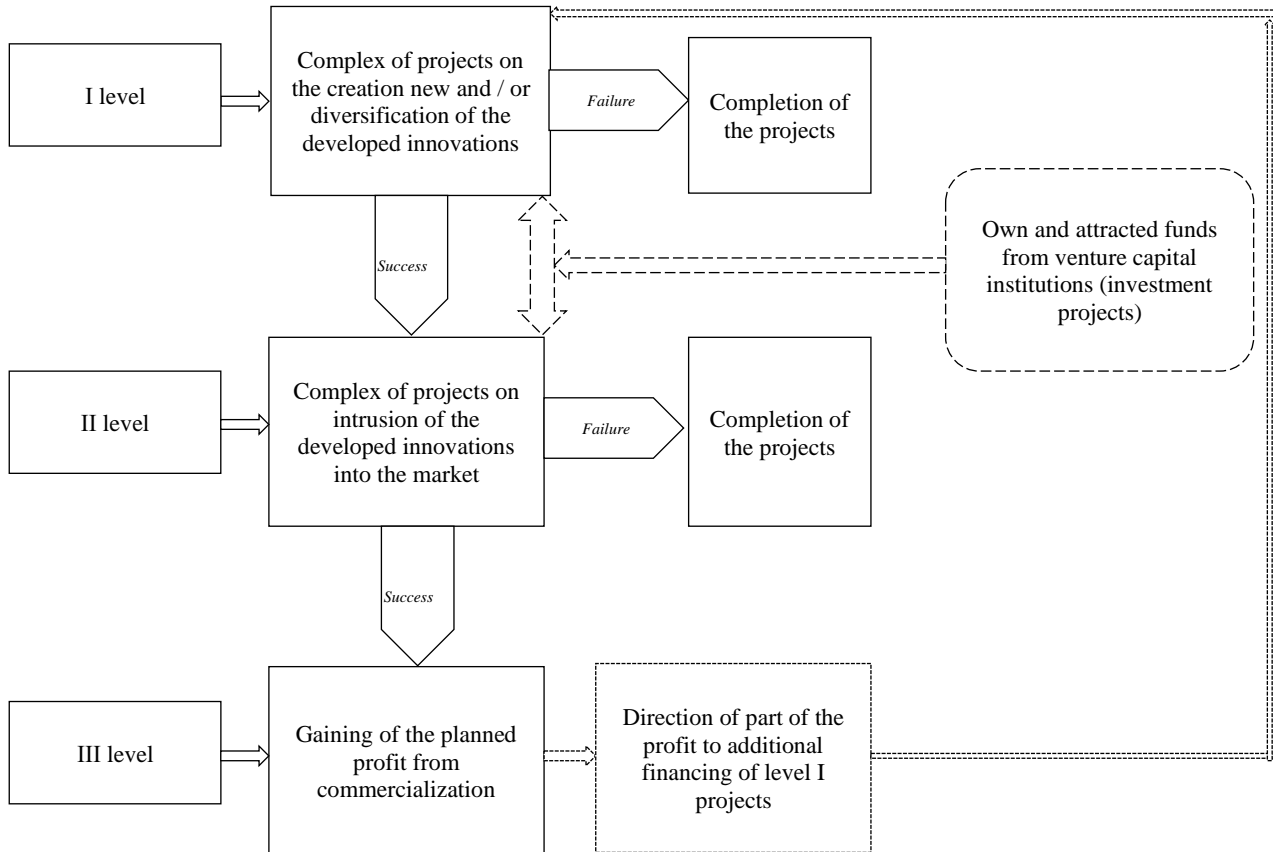 I level
Complex of projects on
the creation new and / or
diversification of the
developed innovations
Failure
Completion of
the projects
Success
Own and attracted funds
from venture capital
institutions (investment
projects)
II level
Complex of projects on
intrusion of the
developed innovations
into the market
Failure
Completion of
the projects
Success
III level
Gaining of the planned
profit from
commercialization
Direction of part of the
profit to additional
financing of level I
projects